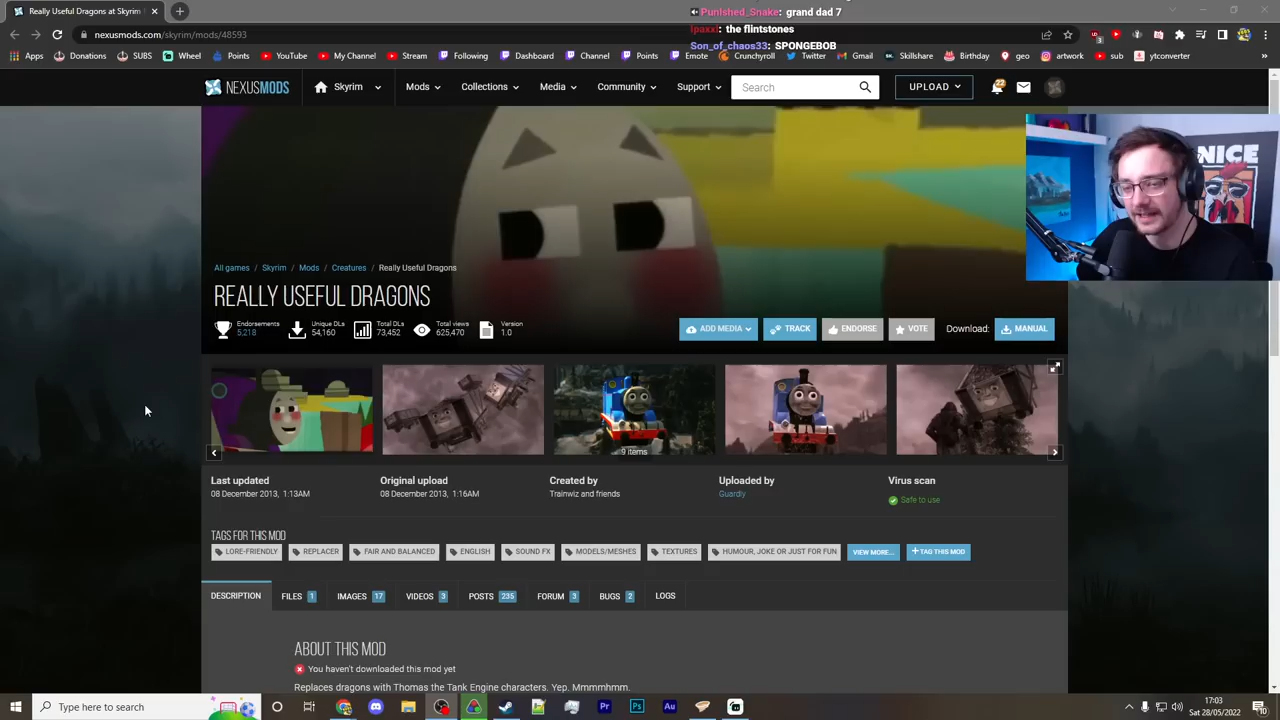 Really Useful Dragons at Skyrim
Punished_Snake: grand dad 7
lpaxxl: the flintstones
Son_of_chaos33: SPONGEBOB
nexusmods.com/skyrim/mods/48593
Apps Donations SUBS Wheel Points YouTube My Channel Stream Following Dashboard Channel Points Emote Crunchyroll Twitter Gmail Skillshare Birthday geo artwork sub ytconverter
NEXUSMODS Skyrim Mods Collections Media Community Support Search UPLOAD 22
NICE
All games / Skyrim / Mods / Creatures / Really Useful Dragons
REALLY USEFUL DRAGONS
Endorsements 5,218 Unique DLs 54,160 Total DLs 73,452 Total views 625,470 Version 1.0
ADD MEDIA TRACK ENDORSE VOTE Download: MANUAL
9 items
Last updated Original upload Created by Uploaded by Virus scan
08 December 2013, 1:13AM 08 December 2013, 1:16AM Trainwiz and friends Guardly Safe to use
TAGS FOR THIS MOD
LORE-FRIENDLY REPLACER FAIR AND BALANCED ENGLISH SOUND FX MODELS/MESHES TEXTURES HUMOUR, JOKE OR JUST FOR FUN VIEW MORE... + TAG THIS MOD
DESCRIPTION FILES 1 IMAGES 17 VIDEOS 3 POSTS 235 FORUM 3 BUGS 2 LOGS
ABOUT THIS MOD
You haven't downloaded this mod yet
Replaces dragons with Thomas the Tank Engine characters. Yep. Mmmmhmm.
Type here to search
17:03
Sat 28/05/2022